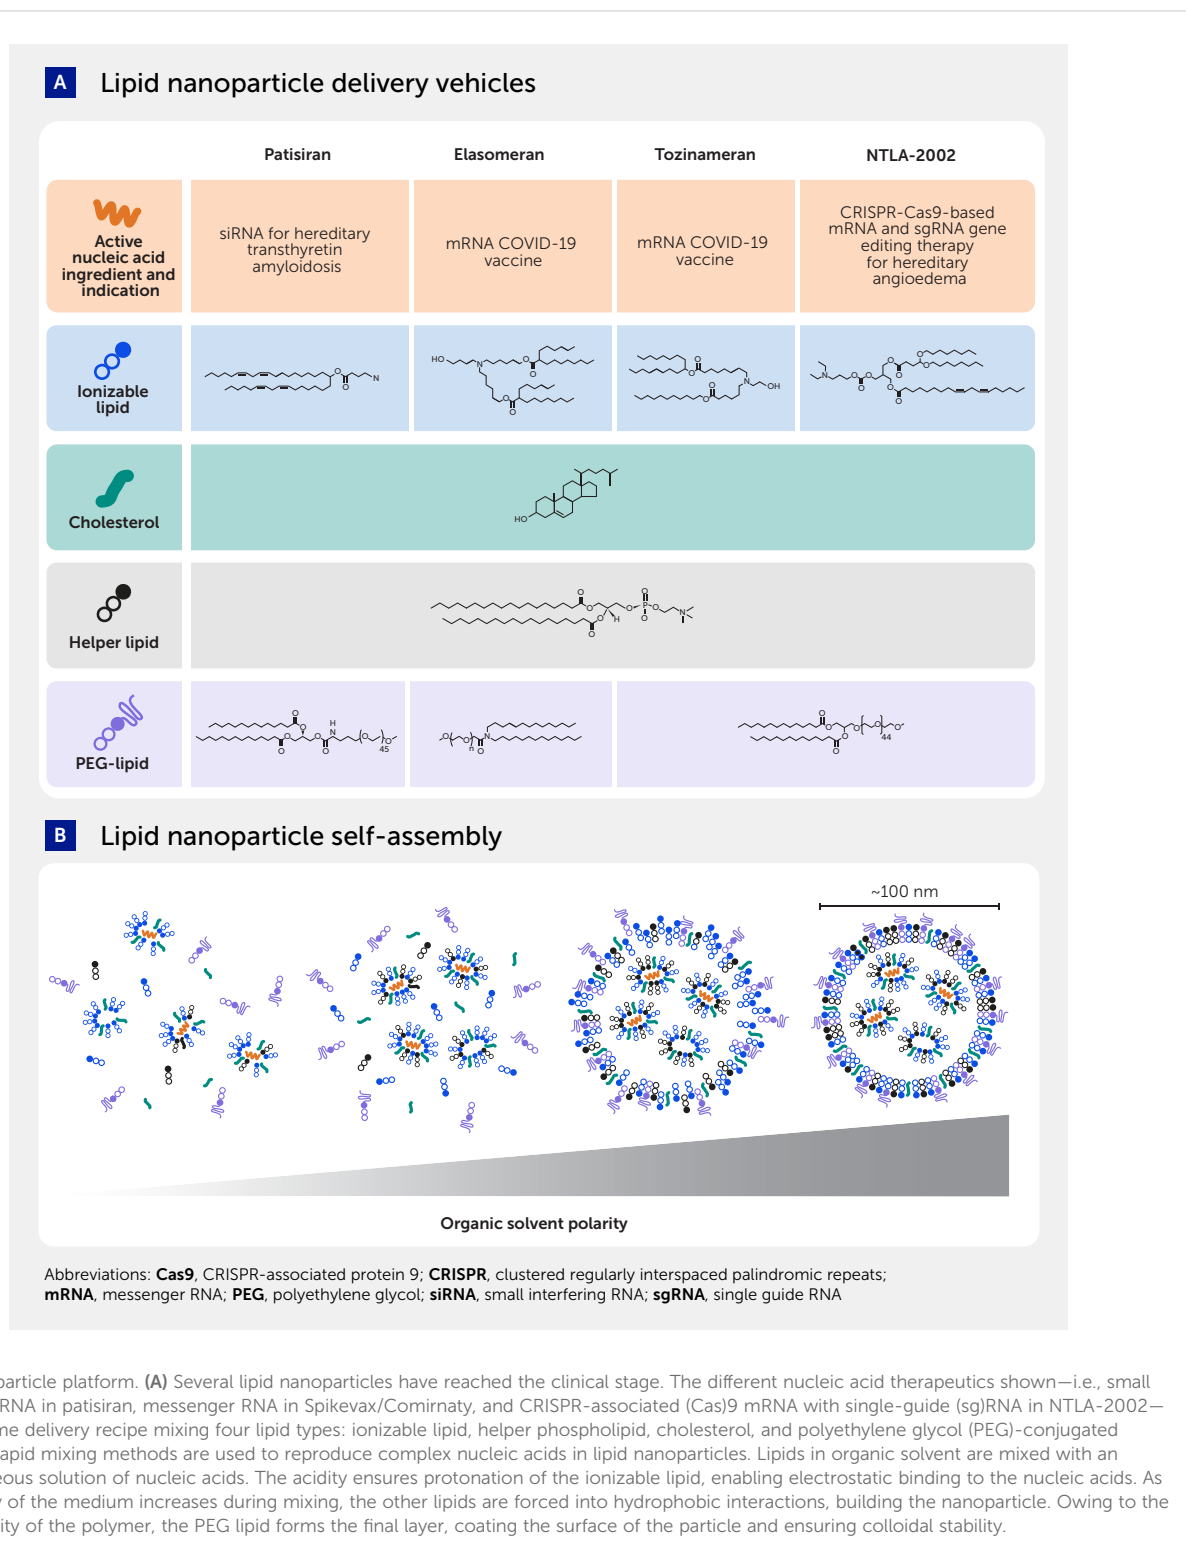 A Lipid nanoparticle delivery vehicles
Patisiran Elasomeran Tozinameran NTLA-2002
Active
nucleic acid
ingredient and
indication
siRNA for hereditary
transthyretin
amyloidosis
mRNA COVID-19
vaccine
mRNA COVID-19
vaccine
CRISPR-Cas9-based
mRNA and sgRNA gene
editing therapy
for hereditary
angioedema
Ionizable
lipid
O
O
N
HO
N
O
O
O
O
O
O
O
O
N
OH
N
O
O
O
O
O
O
O
O
O
Cholesterol
HO
Helper lipid
O
O
O
O
H
O
P
O
O
N
PEG-lipid
O
O
O
O
O
O
H
N
O
O
45
O
O
n
O
N
O
O
O
O
O
O
44
O
B Lipid nanoparticle self-assembly
~100 nm
Organic solvent polarity
Abbreviations: Cas9, CRISPR-associated protein 9; CRISPR, clustered regularly interspaced palindromic repeats;
mRNA, messenger RNA; PEG, polyethylene glycol; siRNA, small interfering RNA; sgRNA, single guide RNA
particle platform. (A) Several lipid nanoparticles have reached the clinical stage. The different nucleic acid therapeutics shown—i.e., small
RNA in patisiran, messenger RNA in Spikevax/Comirnaty, and CRISPR-associated (Cas)9 mRNA with single-guide (sg)RNA in NTLA-2002—
me delivery recipe mixing four lipid types: ionizable lipid, helper phospholipid, cholesterol, and polyethylene glycol (PEG)-conjugated
rapid mixing methods are used to reproduce complex nucleic acids in lipid nanoparticles. Lipids in organic solvent are mixed with an
eous solution of nucleic acids. The acidity ensures protonation of the ionizable lipid, enabling electrostatic binding to the nucleic acids. As
y of the medium increases during mixing, the other lipids are forced into hydrophobic interactions, building the nanoparticle. Owing to the
ity of the polymer, the PEG lipid forms the final layer, coating the surface of the particle and ensuring colloidal stability.